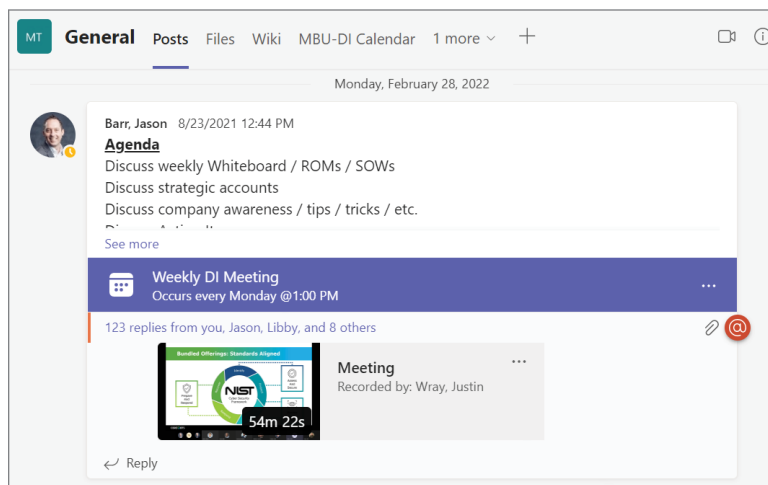 MT General Posts Files Wiki MBU-DI Calendar 1 more
Monday, February 28, 2022
Barr, Jason 8/23/2021 12:44 PM
Agenda
Discuss weekly Whiteboard / ROMs / SOWs
Discuss strategic accounts
Discuss company awareness / tips / tricks / etc.
See more
Weekly DI Meeting
Occurs every Monday @1:00 PM
123 replies from you, Jason, Libby, and 8 others
@
Bundled Offerings: Standards Aligned
NIST
54m 22s
Meeting
Recorded by: Wray, Justin
Reply